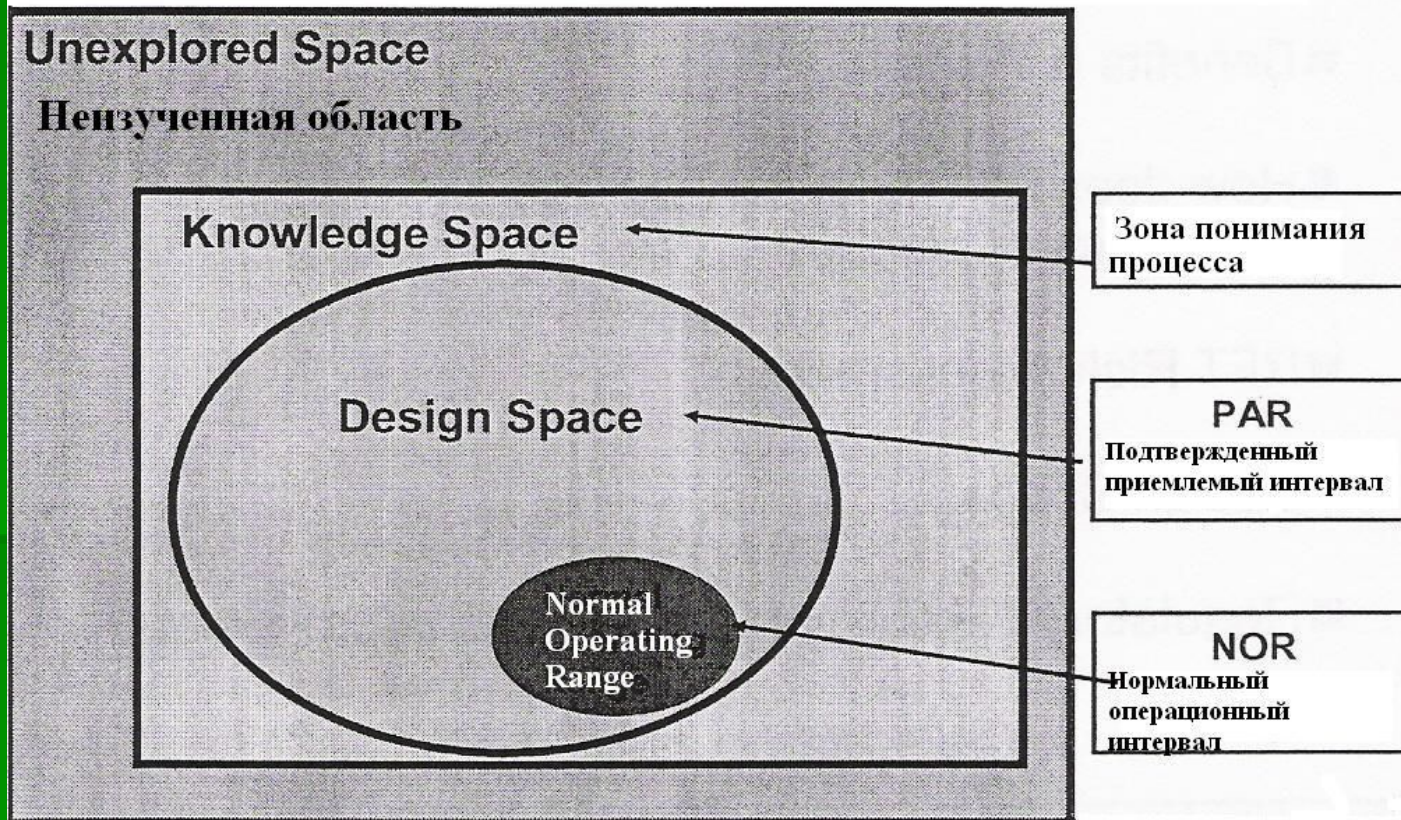 Unexplored Space
Неизученная область
Knowledge Space
Зона понимания
процесса
Design Space
PAR
Подтвержденный
приемлемый интервал
Normal
Operating
Range
NOR
Нормальный
операционный
интервал